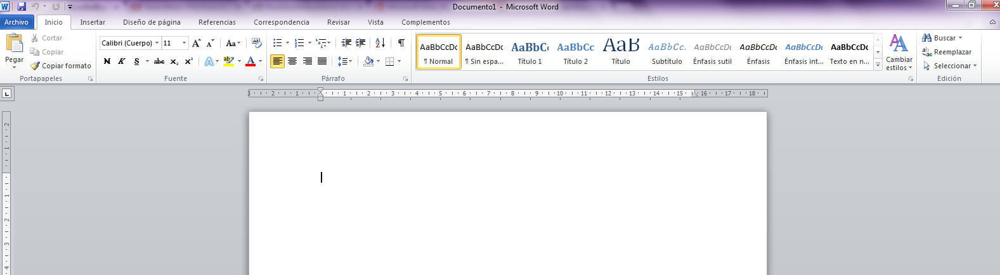 Documento1 - Microsoft Word
Archivo Inicio Insertar Diseño de página Referencias Correspondencia Revisar Vista Complementos
Pegar
Cortar
Copiar
Copiar formato
Portapapeles
Calibri (Cuerpo) 11 A A Aa
N K S abc x₂ x² A ab A
Fuente
A Z ¶
Párrafo
AaBbCcDc AaBbCcDc AaBbC AaBbCc AaB AaBbCc. AaBbCcDc AaBbCcDc AaBbCcDc AaBbCcDc
¶ Normal ¶ Sin espa... Título 1 Título 2 Título Subtítulo Énfasis sutil Énfasis Énfasis int... Texto en n...
Estilos
Cambiar
estilos
Buscar
Reemplazar
Seleccionar
Edición
3 2 1 1 2 3 4 5 6 7 8 9 10 11 12 13 14 15 16 17 18
2
1
1
2
3
4